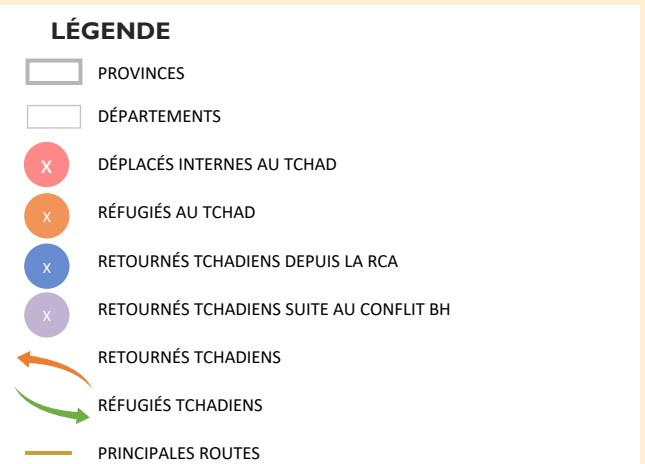 LÉGENDE
PROVINCES
DÉPARTEMENTS
X DÉPLACÉS INTERNES AU TCHAD
X RÉFUGIÉS AU TCHAD
X RETOURNÉS TCHADIENS DEPUIS LA RCA
X RETOURNÉS TCHADIENS SUITE AU CONFLIT BH
RETOURNÉS TCHADIENS
RÉFUGIÉS TCHADIENS
PRINCIPALES ROUTES